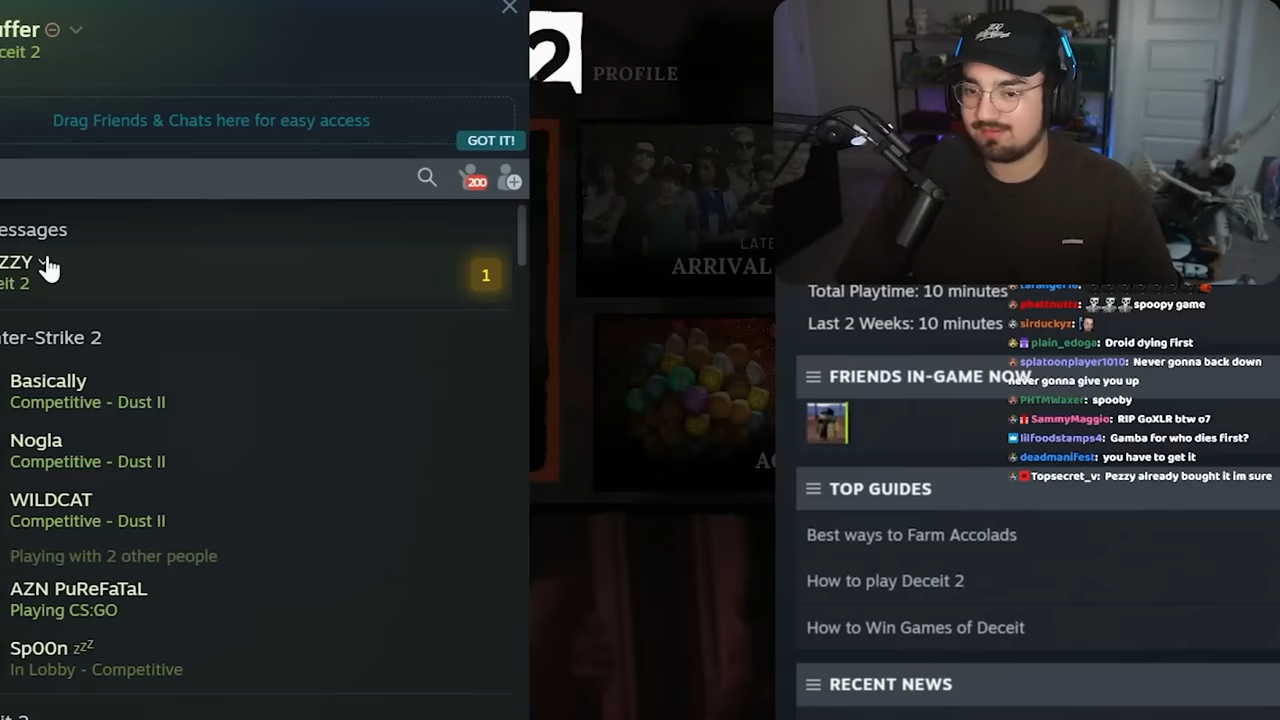 uffer
ceit 2
Drag Friends & Chats here for easy access
GOT IT!
200
essages
ZZY
eit 2
1
nter-Strike 2
Basically
Competitive - Dust II
Nogla
Competitive - Dust II
WILDCAT
Competitive - Dust II
Playing with 2 other people
AZN PuReFaTaL
Playing CS:GO
Sp00n zzZ
In Lobby - Competitive
2
PROFILE
LATE
ARRIVAL
AC
Total Playtime: 10 minutes
Last 2 Weeks: 10 minutes
FRIENDS IN-GAME NOW
TOP GUIDES
Best ways to Farm Accolads
How to play Deceit 2
How to Win Games of Deceit
RECENT NEWS
phattnutts: spoopy game
sirduckyz:
plain_edoga: Droid dying First
splatoonplayer1010: Never gonna back down
never gonna give you up
PHTMWaxer: spooby
SammyMaggio: RIP GoXLR btw o7
lilfoodstamps4: Gamba for who dies first?
deadmanifest: you have to get it
Topsecret_v: Pezzy already bought it im sure